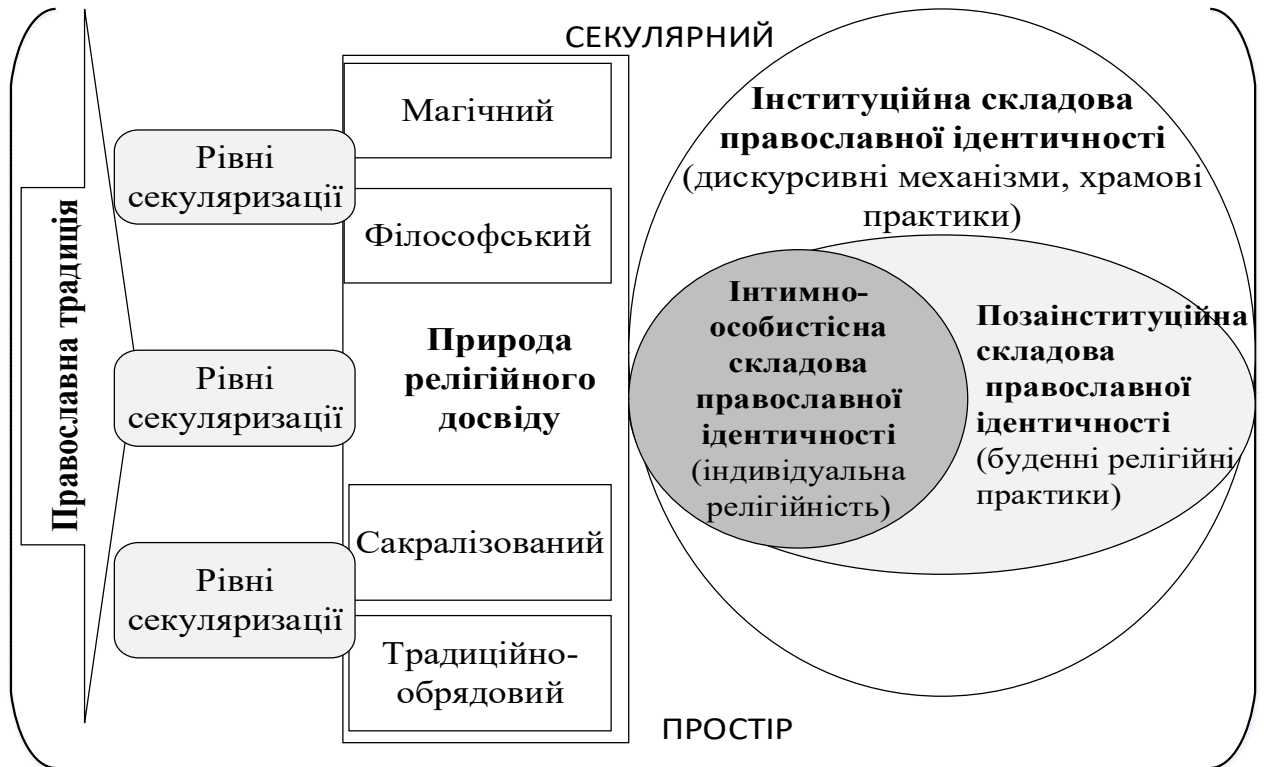 СЕКУЛЯРНИЙ
Православна традиція
Рівні
секуляризації
Рівні
секуляризації
Рівні
секуляризації
Магічний
Філософський
Природа
релігійного
досвіду
Сакралізований
Традиційно-
обрядовий
Інституційна складова
православної ідентичності
(дискурсивні механізми, храмові
практики)
Інтимно-
особистісна
складова
православної
ідентичності
(індивідуальна
релігійність)
Позаінституційна
складова
православної
ідентичності
(буденні релігійні
практики)
ПРОСТІР